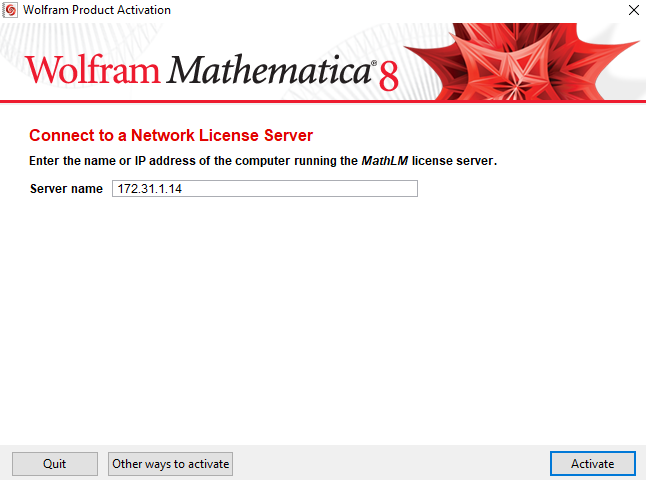 Wolfram Product Activation
Wolfram Mathematica® 8
Connect to a Network License Server
Enter the name or IP address of the computer running the MathLM license server.
Server name 172.31.1.14
Quit Other ways to activate Activate